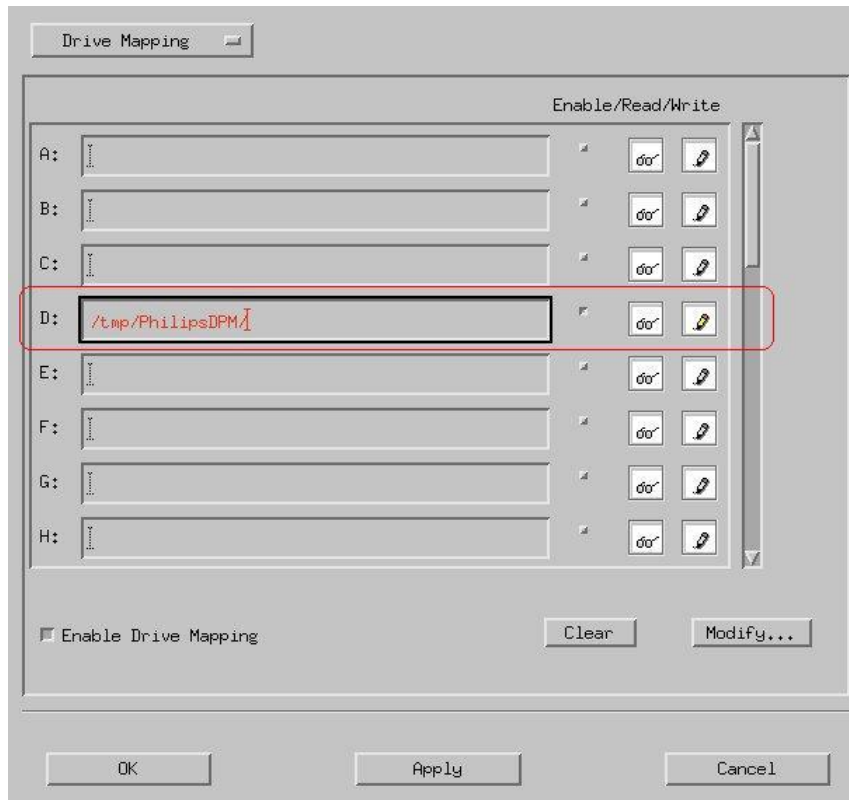 Drive Mapping
Enable/Read/Write
A:
B:
C:
D: /tmp/PhilipsDPM/
E:
F:
G:
H:
Enable Drive Mapping Clear Modify...
OK Apply Cancel